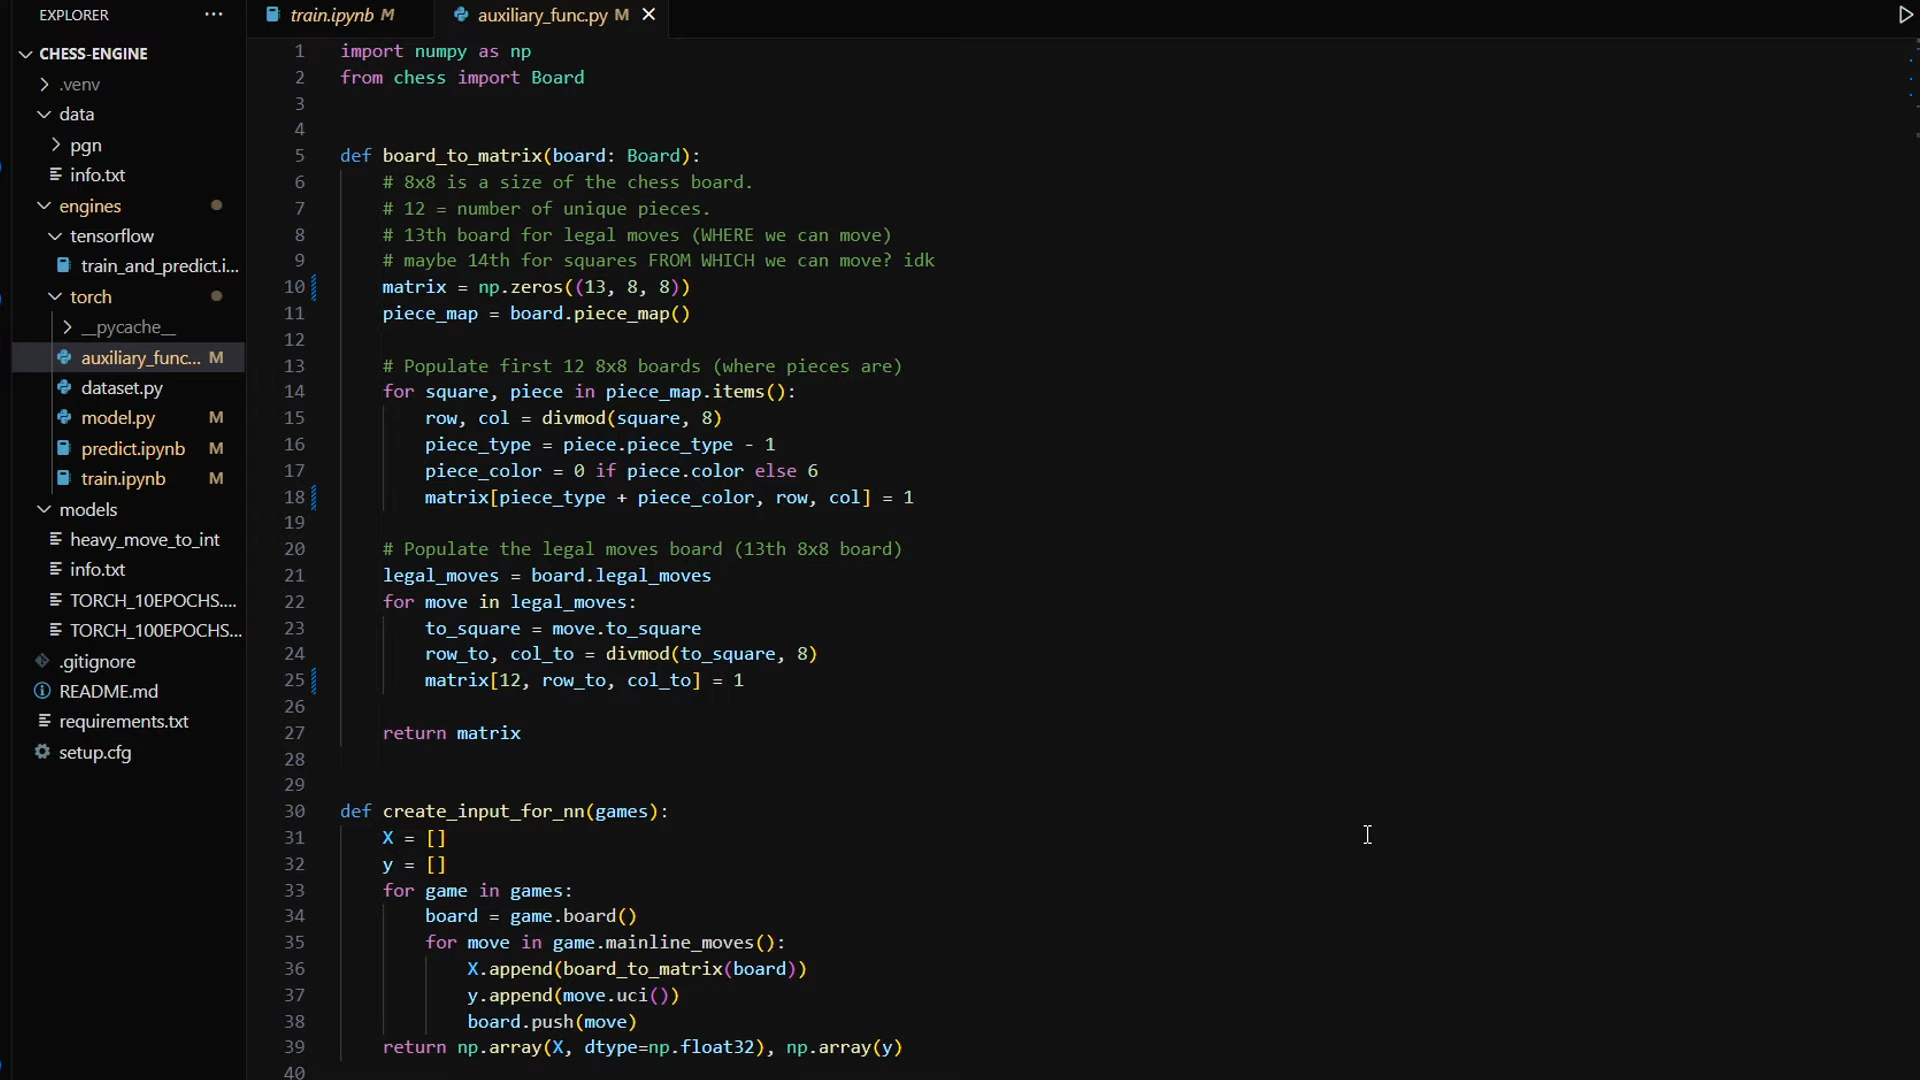 EXPLORER
···
train.ipynb M
auxiliary_func.py M
CHESS-ENGINE
.venv
data
pgn
info.txt
engines
tensorflow
train_and_predict.i...
torch
__pycache__
auxiliary_func... M
dataset.py
model.py M
predict.ipynb M
train.ipynb M
models
heavy_move_to_int
info.txt
TORCH_10EPOCHS....
TORCH_100EPOCHS...
.gitignore
README.md
requirements.txt
setup.cfg
1 import numpy as np
2 from chess import Board
3
4
5 def board_to_matrix(board: Board):
6 # 8x8 is a size of the chess board.
7 # 12 = number of unique pieces.
8 # 13th board for legal moves (WHERE we can move)
9 # maybe 14th for squares FROM WHICH we can move? idk
10 matrix = np.zeros((13, 8, 8))
11 piece_map = board.piece_map()
12
13 # Populate first 12 8x8 boards (where pieces are)
14 for square, piece in piece_map.items():
15 row, col = divmod(square, 8)
16 piece_type = piece.piece_type - 1
17 piece_color = 0 if piece.color else 6
18 matrix[piece_type + piece_color, row, col] = 1
19
20 # Populate the legal moves board (13th 8x8 board)
21 legal_moves = board.legal_moves
22 for move in legal_moves:
23 to_square = move.to_square
24 row_to, col_to = divmod(to_square, 8)
25 matrix[12, row_to, col_to] = 1
26
27 return matrix
28
29
30 def create_input_for_nn(games):
31 X = []
32 y = []
33 for game in games:
34 board = game.board()
35 for move in game.mainline_moves():
36 X.append(board_to_matrix(board))
37 y.append(move.uci())
38 board.push(move)
39 return np.array(X, dtype=np.float32), np.array(y)
40